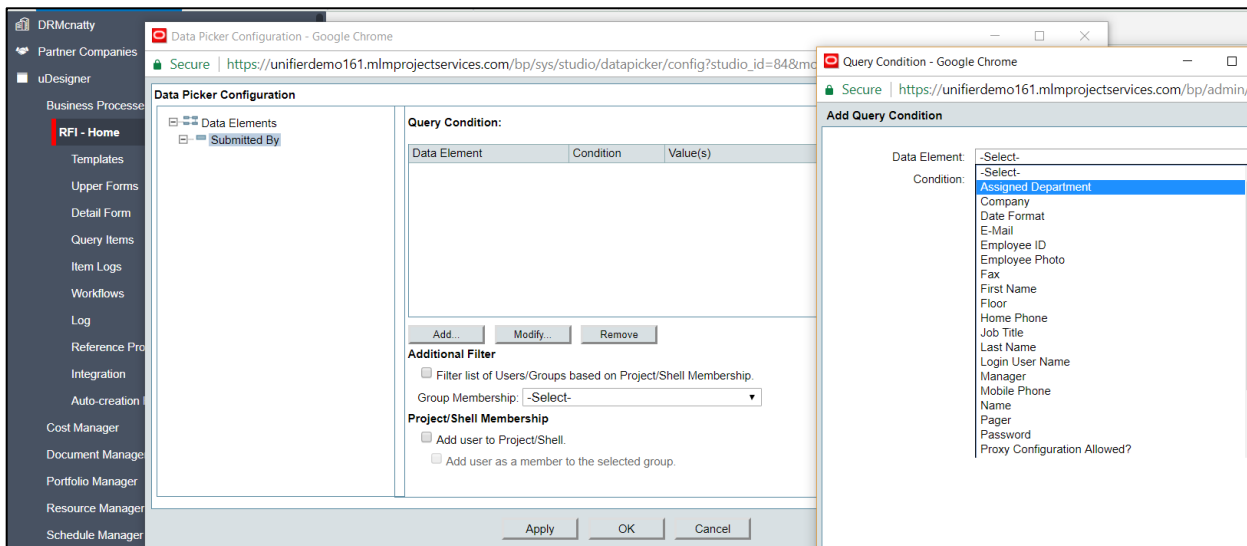 DRMcnatty
Partner Companies
uDesigner
Business Processe
RFI - Home
Templates
Upper Forms
Detail Form
Query Items
Item Logs
Workflows
Log
Reference Pro
Integration
Auto-creation
Cost Manager
Document Manage
Portfolio Manager
Resource Manager
Schedule Manager
Data Picker Configuration - Google Chrome
Secure | https://unifierdemo161.mlmprojectservices.com/bp/sys/studio/datapicker/config?studio_id=84&mo
Data Picker Configuration
Data Elements
Submitted By
Query Condition:
Data Element Condition Value(s)
Add... Modify... Remove
Additional Filter
Filter list of Users/Groups based on Project/Shell Membership.
Group Membership: -Select-
Project/Shell Membership
Add user to Project/Shell.
Add user as a member to the selected group.
Apply OK Cancel
Query Condition - Google Chrome
Secure | https://unifierdemo161.mlmprojectservices.com/bp/admin/
Add Query Condition
Data Element: -Select-
Condition:
-Select-
Assigned Department
Company
Date Format
E-Mail
Employee ID
Employee Photo
Fax
First Name
Floor
Home Phone
Job Title
Last Name
Login User Name
Manager
Mobile Phone
Name
Pager
Password
Proxy Configuration Allowed?